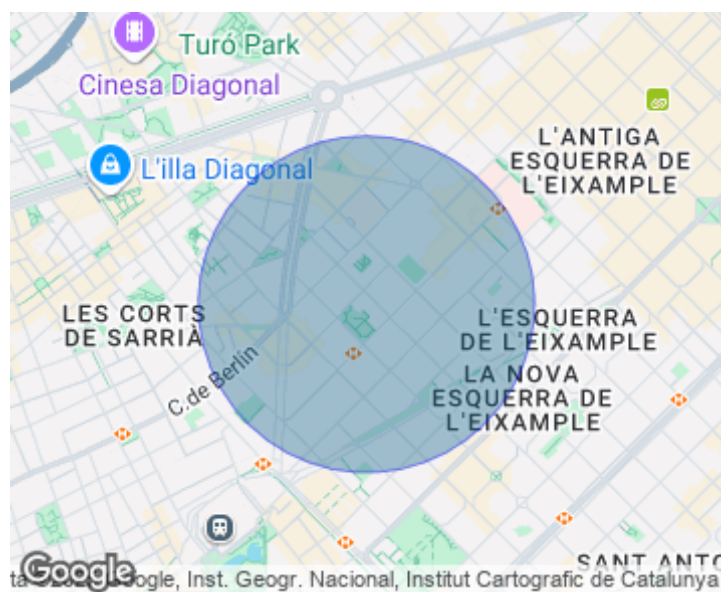 Turó Park
Cinesa Diagonal
L'illa Diagonal
L'ANTIGA
ESQUERRA DE
L'EIXAMPLE
LES CORTS
DE SARRIÀ
L'ESQUERRA
DE L'EIXAMPLE
C.de Berlín
LA NOVA
ESQUERRA DE
L'EIXAMPLE
SANT ANTO
Google
Google, Inst. Geogr. Nacional, Institut Cartografic de Catalunya